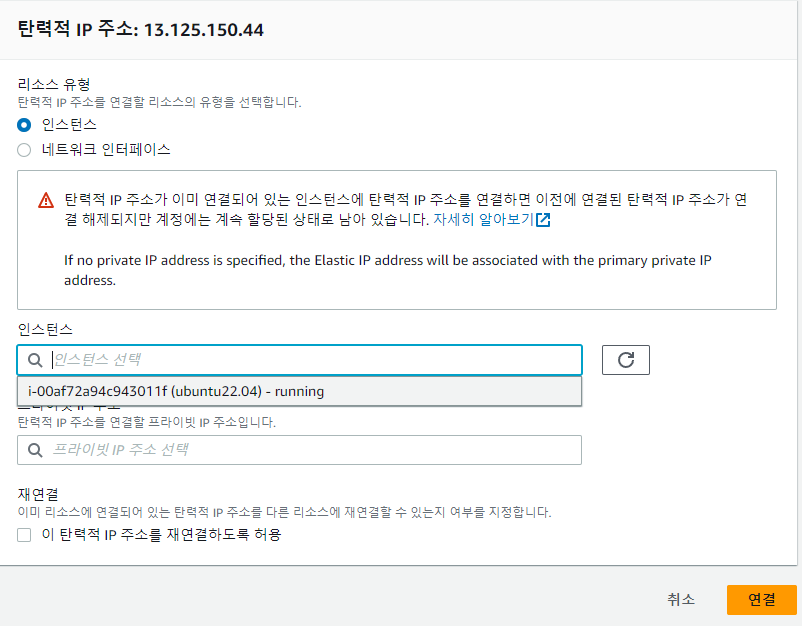 탄력적 IP 주소: 13.125.150.44
리소스 유형
탄력적 IP 주소를 연결할 리소스의 유형을 선택합니다.
인스턴스
네트워크 인터페이스
탄력적 IP 주소가 이미 연결되어 있는 인스턴스에 탄력적 IP 주소를 연결하면 이전에 연결된 탄력적 IP 주소가 연
결 해제되지만 계정에는 계속 할당된 상태로 남아 있습니다. 자세히 알아보기
If no private IP address is specified, the Elastic IP address will be associated with the primary private IP
address.
인스턴스
인스턴스 선택
i-00af72a94c943011f (ubuntu22.04) - running
프라이빗 IP 주소
탄력적 IP 주소를 연결할 프라이빗 IP 주소입니다.
프라이빗 IP 주소 선택
재연결
이미 리소스에 연결되어 있는 탄력적 IP 주소를 다른 리소스에 재연결할 수 있는지 여부를 지정합니다.
이 탄력적 IP 주소를 재연결하도록 허용
취소
연결